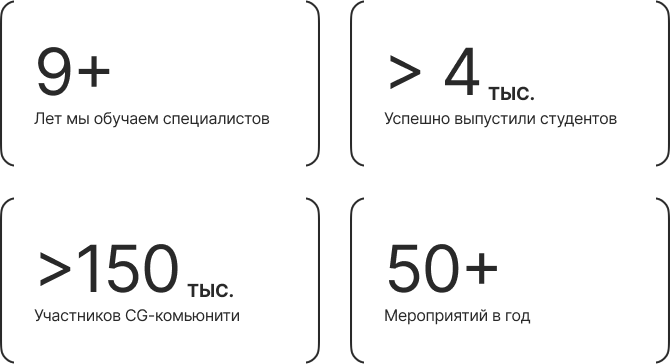 9+
Лет мы обучаем специалистов
> 4 тыс.
Успешно выпустили студентов
>150 тыс.
Участников CG-комьюнити
50+
Мероприятий в год